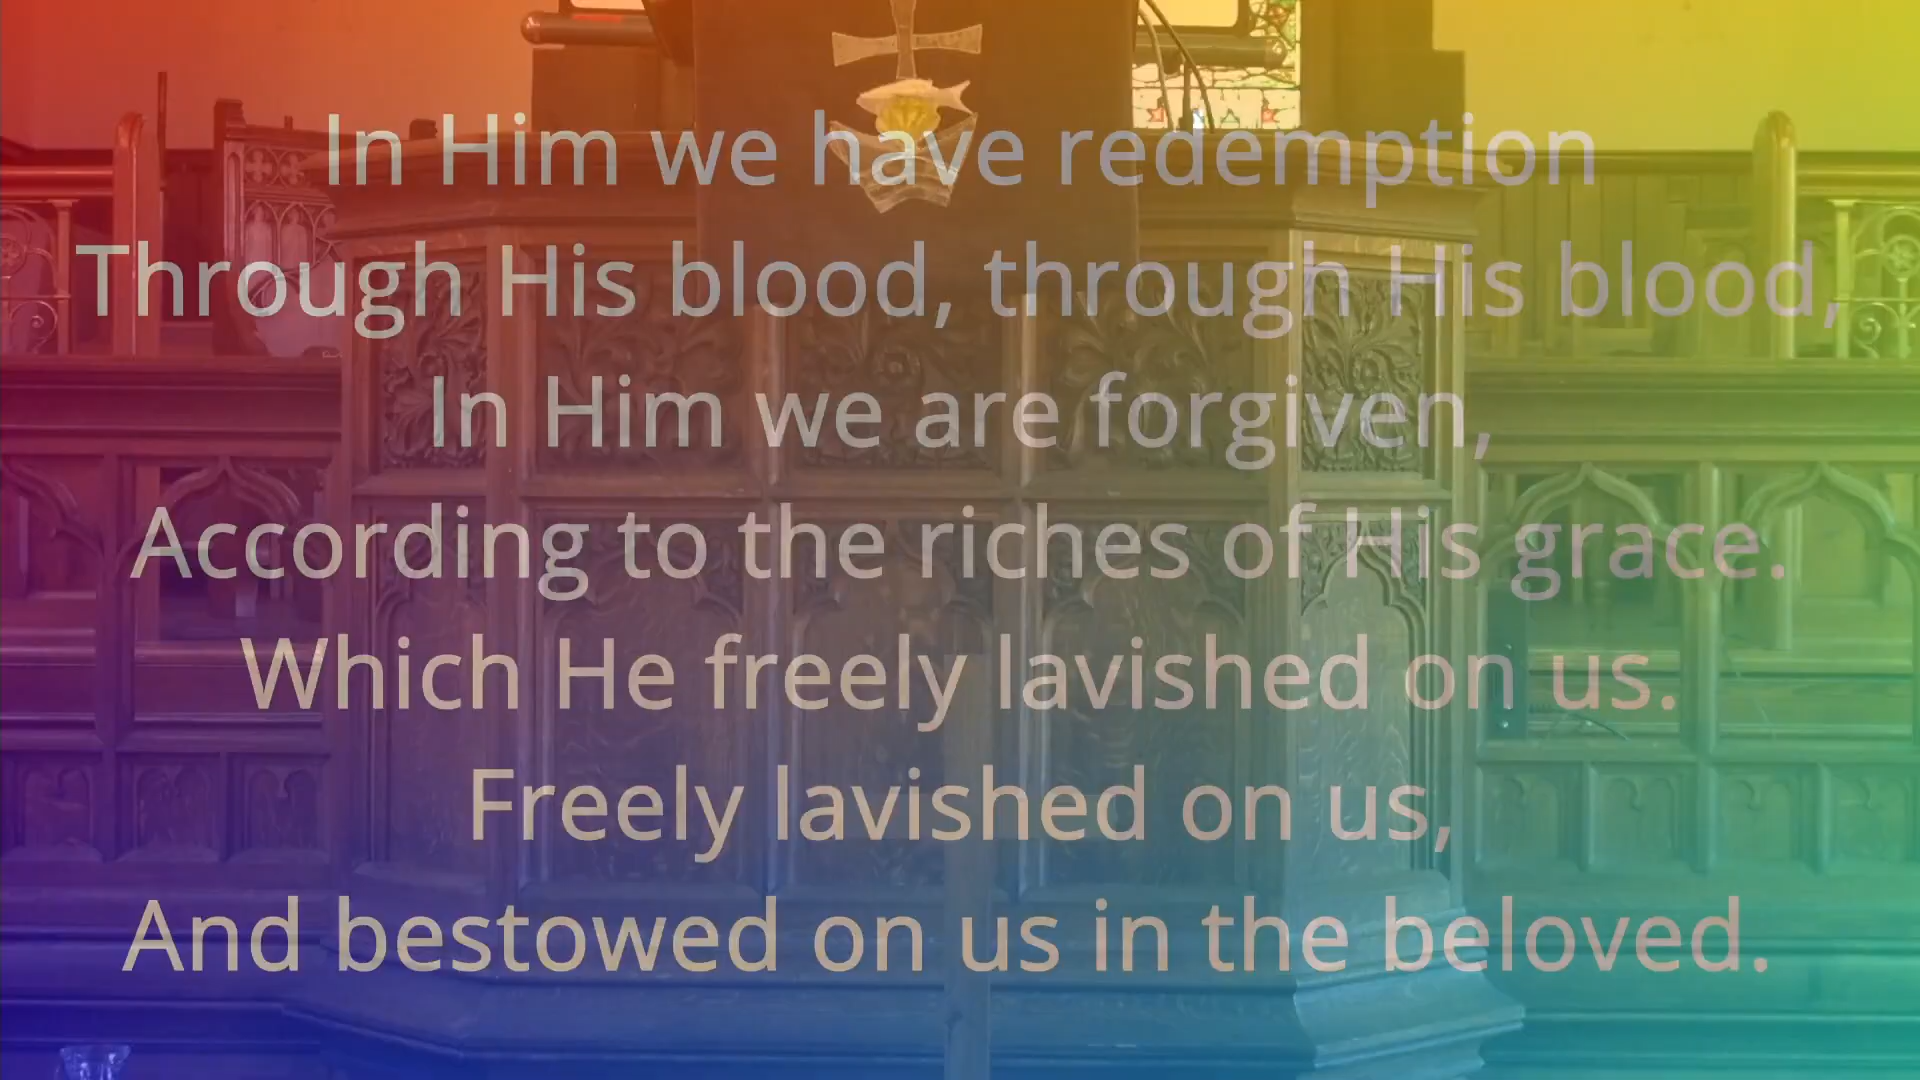 In Him we have redemption
Through His blood, through His blood,
In Him we are forgiven,
According to the riches of His grace.
Which He freely lavished on us.
Freely lavished on us,
And bestowed on us in the beloved.